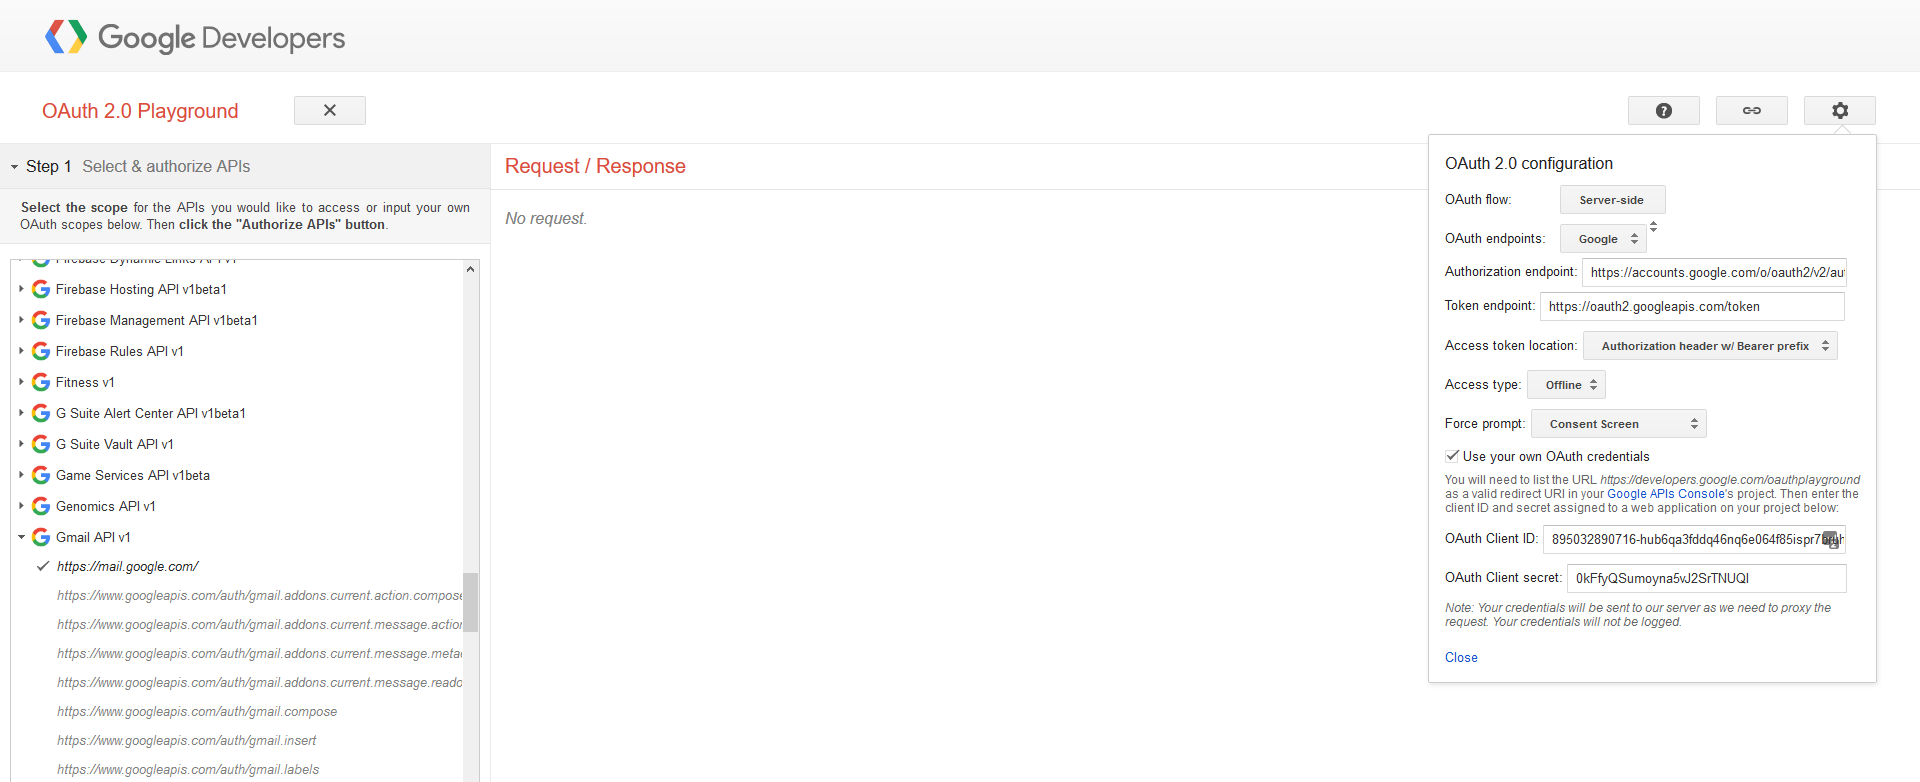 Google Developers
OAuth 2.0 Playground
Step 1 Select & authorize APIs
Select the scope for the APIs you would like to access or input your own
OAuth scopes below. Then click the "Authorize APIs" button.
Firebase Dynamic Links API v1
Firebase Hosting API v1beta1
Firebase Management API v1beta1
Firebase Rules API v1
Fitness v1
G Suite Alert Center API v1beta1
G Suite Vault API v1
Game Services API v1beta
Genomics API v1
Gmail API v1
https://mail.google.com/
https://www.googleapis.com/auth/gmail.addons.current.action.compose
https://www.googleapis.com/auth/gmail.addons.current.message.action
https://www.googleapis.com/auth/gmail.addons.current.message.meta
https://www.googleapis.com/auth/gmail.addons.current.message.reado
https://www.googleapis.com/auth/gmail.compose
https://www.googleapis.com/auth/gmail.insert
https://www.googleapis.com/auth/gmail.labels
Request / Response
No request.
OAuth 2.0 configuration
OAuth flow: Server-side
OAuth endpoints: Google
Authorization endpoint: https://accounts.google.com/o/oauth2/v2/au
Token endpoint: https://oauth2.googleapis.com/token
Access token location: Authorization header w/ Bearer prefix
Access type: Offline
Force prompt: Consent Screen
Use your own OAuth credentials
You will need to list the URL https://developers.google.com/oauthplayground
as a valid redirect URI in your Google APIs Console's project. Then enter the
client ID and secret assigned to a web application on your project below:
OAuth Client ID:
OAuth Client secret: 0kFfyQSumoyna5vJ2SrTNUQI
Note: Your credentials will be sent to our server as we need to proxy the
request. Your credentials will not be logged.
Close